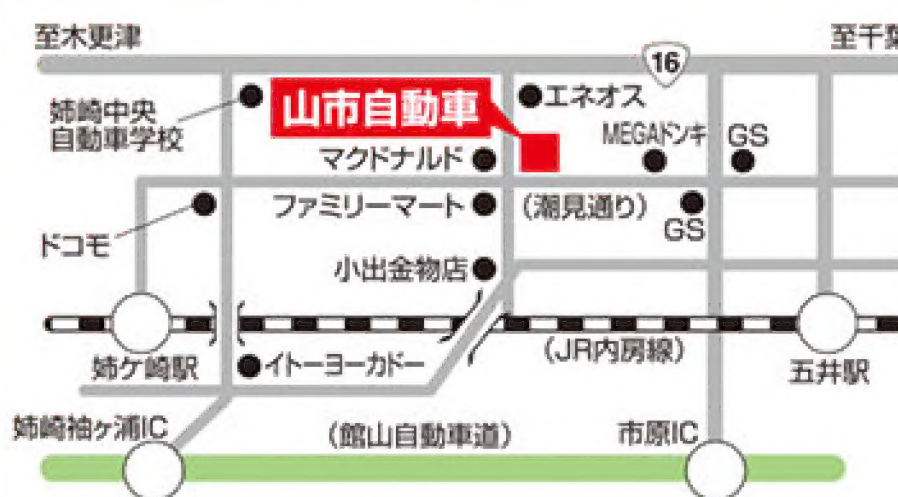 至木更津
至千葉
16
姉崎中央
自動車学校
山市自動車
エネオス
マクドナルド
MEGAドンキ
GS
ドコモ
ファミリーマート
(潮見通り)
GS
小出金物店
姉ケ崎駅
イトーヨーカドー
(JR内房線)
五井駅
姉崎袖ヶ浦IC
(館山自動車道)
市原IC